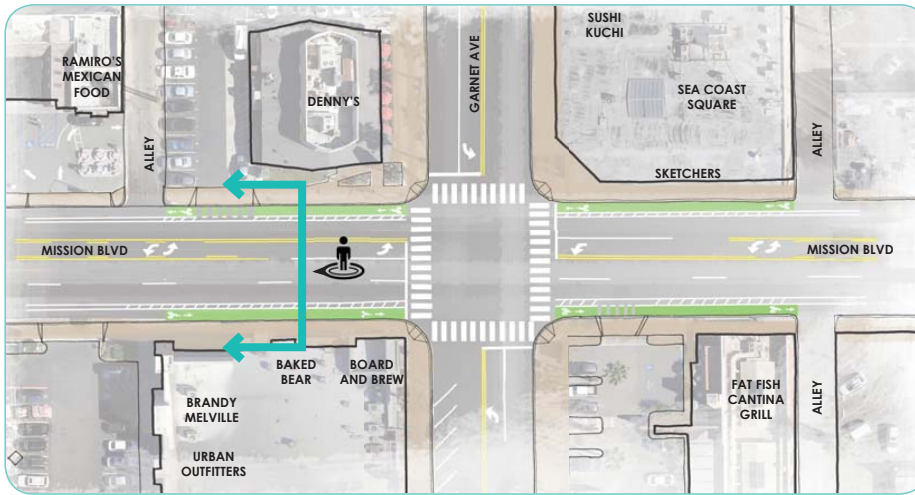 RAMIRO'S
MEXICAN
FOOD
ALLEY
DENNY'S
GARNET AVE
SUSHI
KUCHI
SEA COAST
SQUARE
SKETCHERS
ALLEY
MISSION BLVD
MISSION BLVD
BAKED
BEAR
BOARD
AND BREW
BRANDY
MELVILLE
URBAN
OUTFITTERS
FAT FISH
CANTINA
GRILL
ALLEY